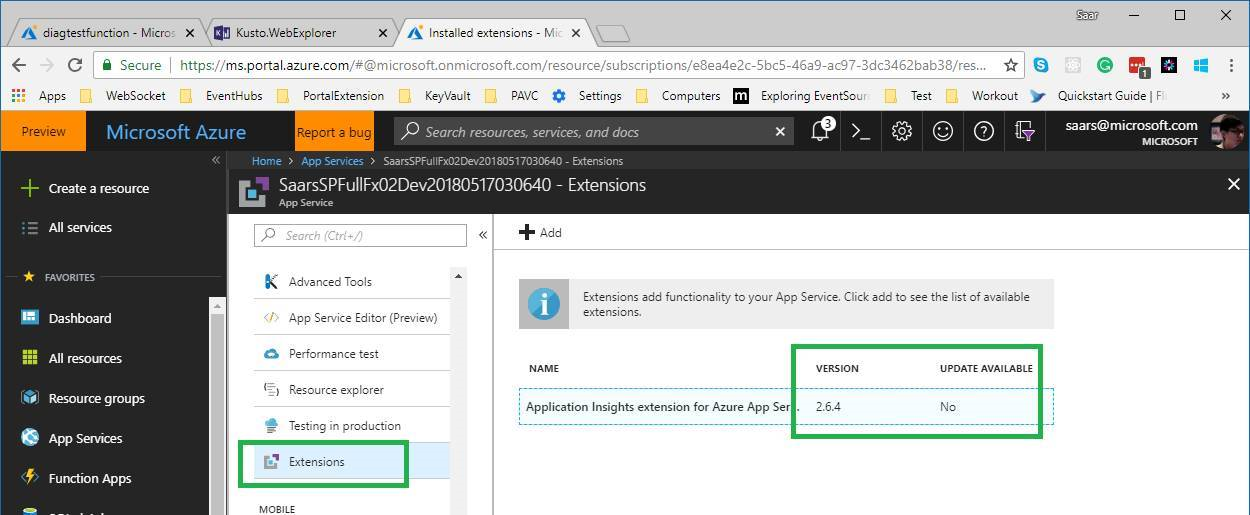 Saar
diagtestfunction - Micros
Kusto.WebExplorer
Installed extensions - Mic
Secure
https://ms.portal.azure.com/#@microsoft.onmicrosoft.com/resource/subscriptions/e8ea4e2c-5bc5-46a9-ac97-3dc3462bab38/res...
1
Apps WebSocket EventHubs PortalExtension KeyVault PAVC Settings Computers m Exploring EventSour Test Workout Quickstart Guide | Fl »
Preview Microsoft Azure Report a bug Search resources, services, and docs 3 saars@microsoft.com
MICROSOFT
Home > App Services > SaarsSPFullFx02Dev20180517030640 - Extensions
SaarsSPFullFx02Dev20180517030640 - Extensions
App Service
Create a resource
All services
FAVORITES
Dashboard
All resources
Resource groups
App Services
Function Apps
Search (Ctrl+/)
Advanced Tools
App Service Editor (Preview)
Performance test
Resource explorer
Testing in production
Extensions
MOBILE
Add
Extensions add functionality to your App Service. Click add to see the list of available
extensions.
NAME VERSION UPDATE AVAILABLE
Application Insights extension for Azure App Ser... 2.6.4 No